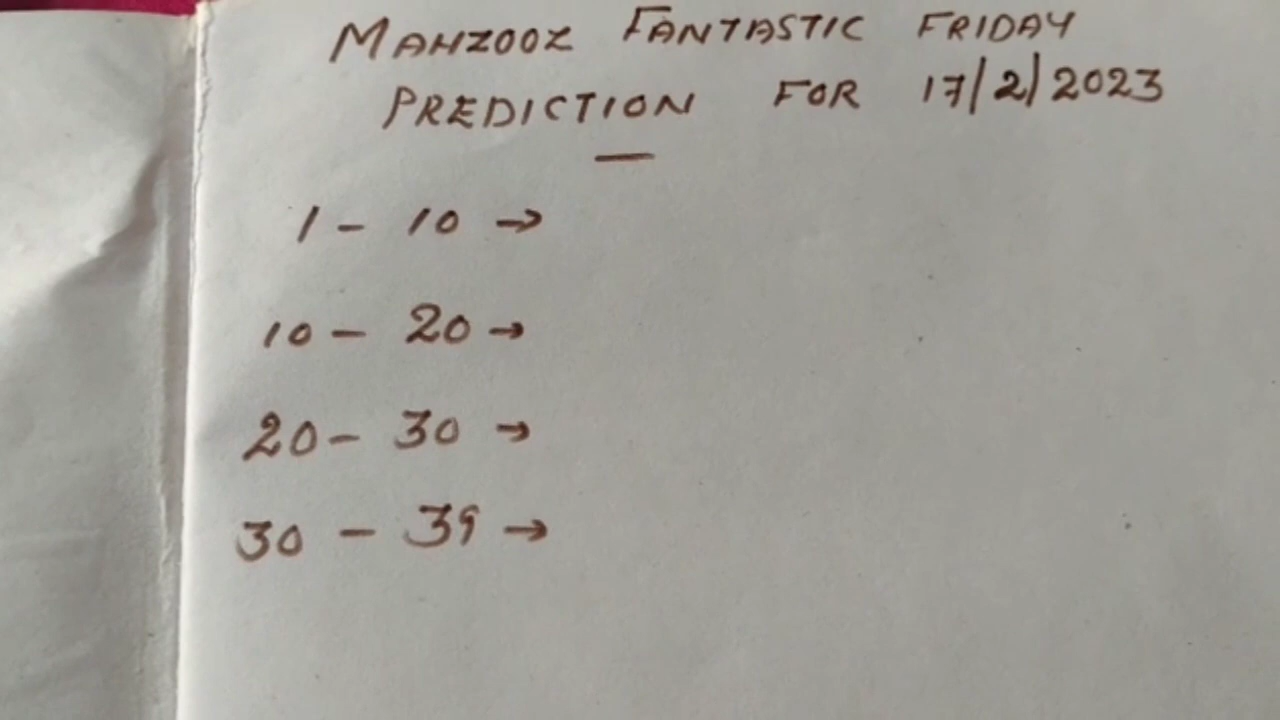 MAHZOOZ FANTASTIC FRIDAY
PREDICTION FOR 17/2/2023
1 - 10 →
10 - 20 →
20 - 30 →
30 - 39 →